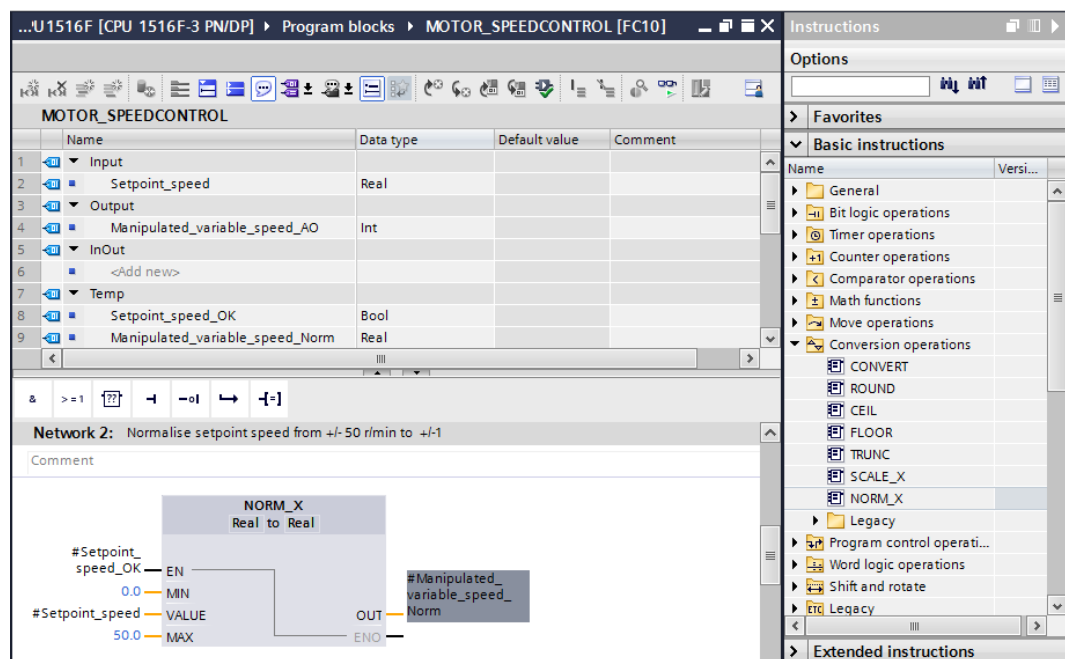 ...'U1516F [CPU 1516F-3 PN/DP] ▸ Program blocks ▸ MOTOR_SPEEDCONTROL [FC10]
MOTOR_SPEEDCONTROL
Name Data type Default value Comment
1 Input
2 Setpoint_speed Real
3 Output
4 Manipulated_variable_speed_AO Int
5 InOut
6 <Add new>
7 Temp
8 Setpoint_speed_OK Bool
9 Manipulated_variable_speed_Norm Real
& >=1 ??
Network 2: Normalise setpoint speed from +/- 50 r/min to +/-1
Comment
NORM_X
Real to Real
#Setpoint_
speed_OK EN
0.0 MIN
#Setpoint_speed VALUE
50.0 MAX
OUT
ENO
#Manipulated_
variable_speed_
Norm
Instructions
Options
Favorites
Basic instructions
Name Versi...
General
Bit logic operations
Timer operations
Counter operations
Comparator operations
Math functions
Move operations
Conversion operations
CONVERT
ROUND
CEIL
FLOOR
TRUNC
SCALE_X
NORM_X
Legacy
Program control operati...
Word logic operations
Shift and rotate
ETC Legacy
Extended instructions